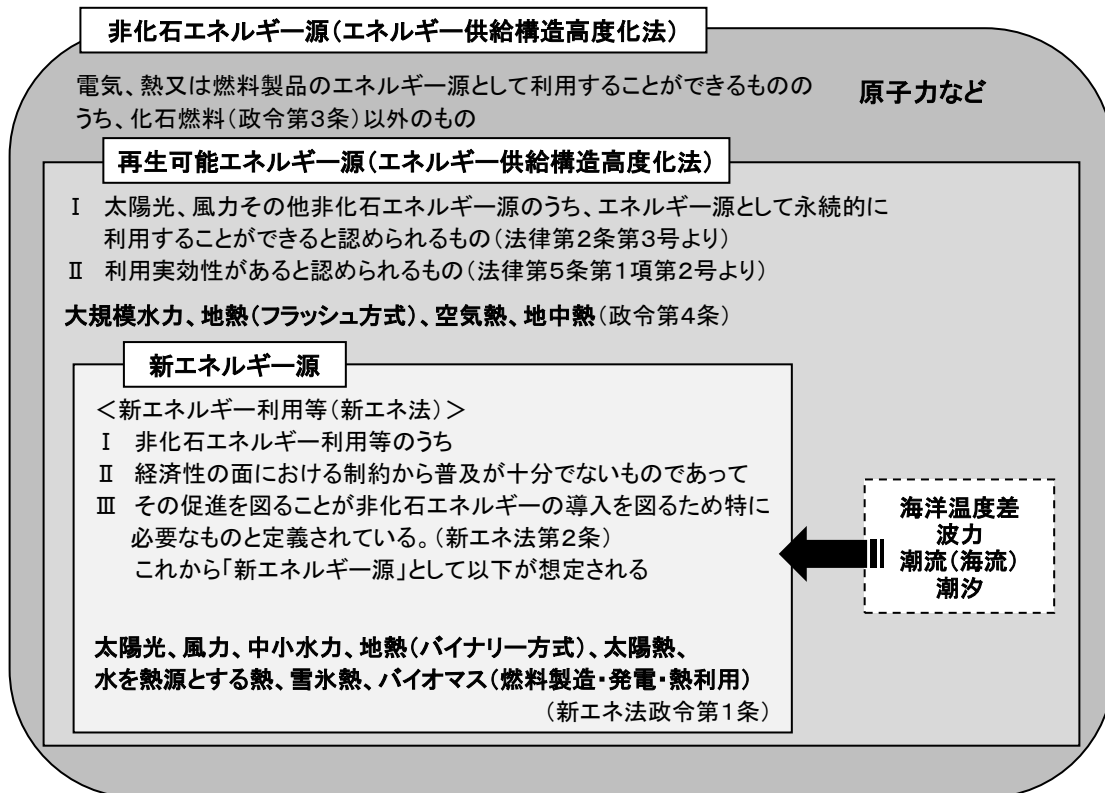 非化石エネルギー源(エネルギー供給構造高度化法)
電気、熱又は燃料製品のエネルギー源として利用することができるものの
うち、化石燃料(政令第3条)以外のもの
原子力など
再生可能エネルギー源(エネルギー供給構造高度化法)
Ⅰ 太陽光、風力その他非化石エネルギー源のうち、エネルギー源として永続的に
利用することができると認められるもの(法律第2条第3号より)
Ⅱ 利用実効性があると認められるもの(法律第5条第1項第2号より)
大規模水力、地熱(フラッシュ方式)、空気熱、地中熱(政令第4条)
新エネルギー源
<新エネルギー利用等(新エネ法)>
Ⅰ 非化石エネルギー利用等のうち
Ⅱ 経済性の面における制約から普及が十分でないものであって
Ⅲ その促進を図ることが非化石エネルギーの導入を図るため特に
必要なものと定義されている。(新エネ法第2条)
これから「新エネルギー源」として以下が想定される
太陽光、風力、中小水力、地熱(バイナリー方式)、太陽熱、
水を熱源とする熱、雪氷熱、バイオマス(燃料製造・発電・熱利用)
(新エネ法政令第1条)
海洋温度差
波力
潮流(海流)
潮汐